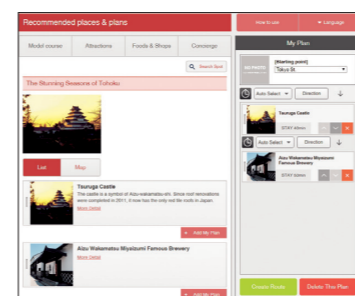 Recommended places & plans
How to use
Language
Model course
Attractions
Foods & Shops
Concierge
Search Spot
The Stunning Seasons of Tohoku
List
Map
Tsuruga Castle
The castle is a symbol of Aizu-wakamatsu-shi. Since roof renovations
were completed in 2011, it now has the only red tile roofs in Japan.
More Detail
+ Add My Plan
Aizu Wakamatsu Miyaizumi Famous Brewery
More Detail
+ Add My Plan
My Plan
NO PHOTO
[Starting point]
Tokyo St.
Auto Select
Direction
Tsuruga Castle
STAY
Auto Select
Direction
Aizu Wakamatsu Miyaizumi
Famous Brewery
STAY
Create Route
Delete This Plan